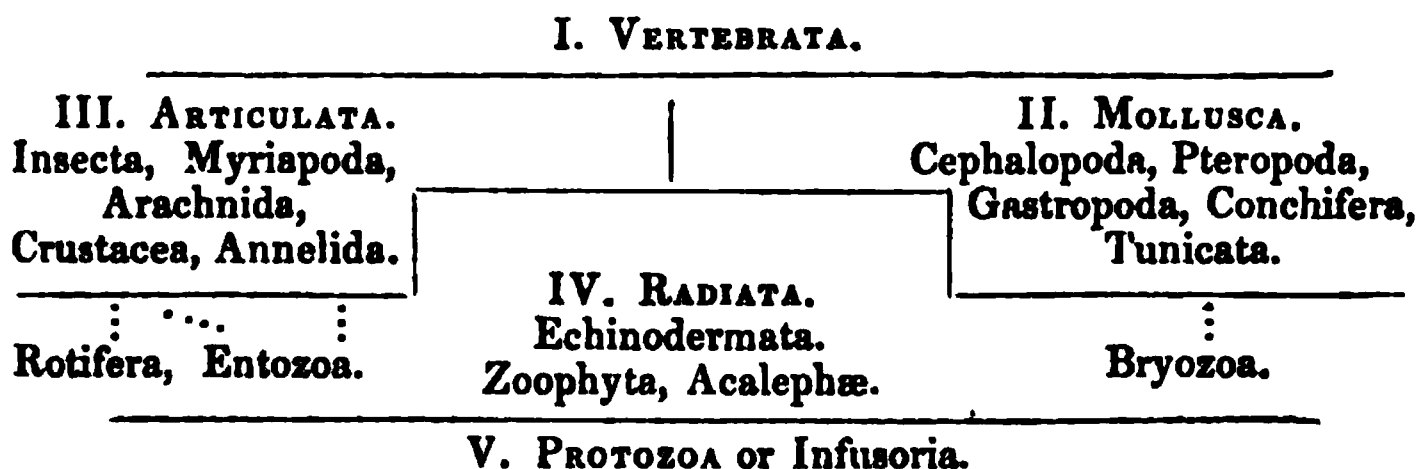 I. VERTEBRATA.
III. ARTICULATA.
Insecta, Myriapoda,
Arachnida,
Crustacea, Annelida.
II. MOLLUSCA.
Cephalopoda, Pteropoda,
Gastropoda, Conchifera,
Tunicata.
IV. RADIATA.
Echinodermata.
Zoophyta, Acalephæ.
Rotifera, Entozoa.
Bryozoa.
V. PROTOZOA or Infusoria.